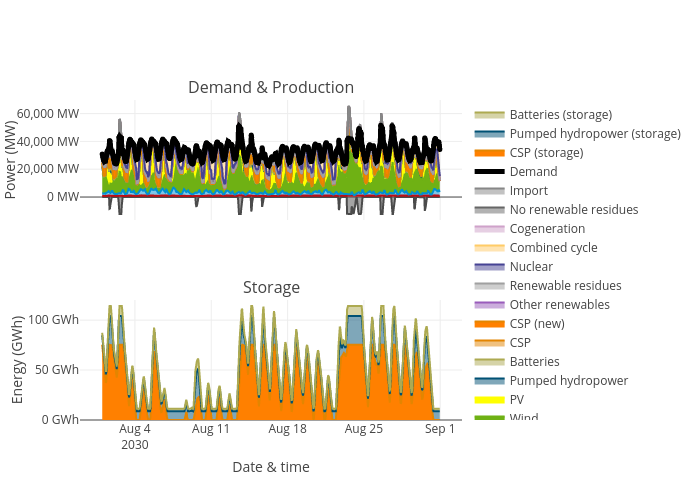 Demand & Production
Power (MW)
60,000 MW
40,000 MW
20,000 MW
0 MW
Storage
Energy (GWh)
100 GWh
50 GWh
0 GWh
Aug 4
2030
Aug 11
Aug 18
Aug 25
Sep 1
Date & time
Batteries (storage)
Pumped hydropower (storage)
CSP (storage)
Demand
Import
No renewable residues
Cogeneration
Combined cycle
Nuclear
Renewable residues
Other renewables
CSP (new)
CSP
Batteries
Pumped hydropower
PV
Wind